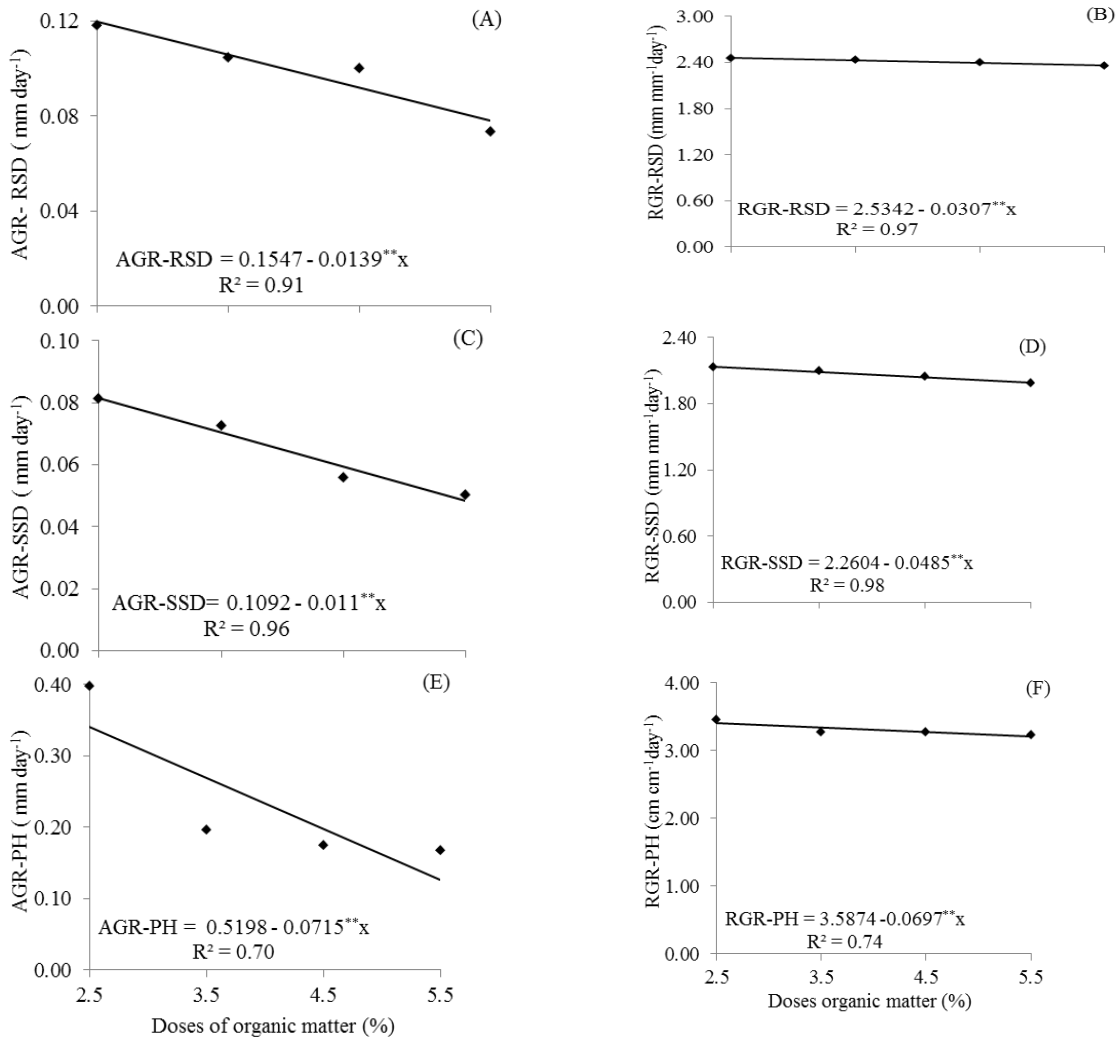 (A)
0.12
0.08
0.04
0.00
AGR- RSD ( mm day⁻¹)
AGR-RSD = 0.1547 - 0.0139**x
R² = 0.91
(B)
3.00
2.40
1.80
1.20
0.60
0.00
RGR-RSD (mm mm⁻¹day⁻¹)
RGR-RSD = 2.5342 - 0.0307**x
R² = 0.97
(C)
0.10
0.08
0.06
0.04
0.02
0.00
AGR-SSD ( mm day⁻¹)
AGR-SSD= 0.1092 - 0.011**x
R² = 0.96
(D)
2.40
1.80
1.20
0.60
0.00
RGR-SSD (mm mm⁻¹day⁻¹)
RGR-SSD = 2.2604 - 0.0485**x
R² = 0.98
(E)
0.40
0.30
0.20
0.10
0.00
AGR-PH ( mm day⁻¹)
AGR-PH = 0.5198 - 0.0715**x
R² = 0.70
2.5 3.5 4.5 5.5
Doses of organic matter (%)
(F)
4.00
3.00
2.00
1.00
0.00
RGR-PH (cm cm⁻¹day⁻¹)
RGR-PH = 3.5874 -0.0697**x
R² = 0.74
2.5 3.5 4.5 5.5
Doses organic matter (%)